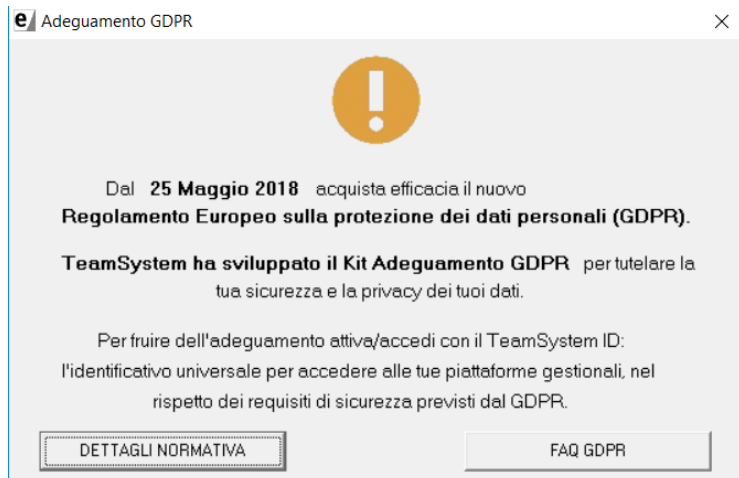 e/ Adeguamento GDPR
Dal 25 Maggio 2018 acquista efficacia il nuovo
Regolamento Europeo sulla protezione dei dati personali (GDPR).
TeamSystem ha sviluppato il Kit Adeguamento GDPR per tutelare la
tua sicurezza e la privacy dei tuoi dati.
Per fruire dell'adeguamento attiva/accedi con il TeamSystem ID:
l'identificativo universale per accedere alle tue piattaforme gestionali, nel
rispetto dei requisiti di sicurezza previsti dal GDPR.
DETTAGLI NORMATIVA
FAQ GDPR